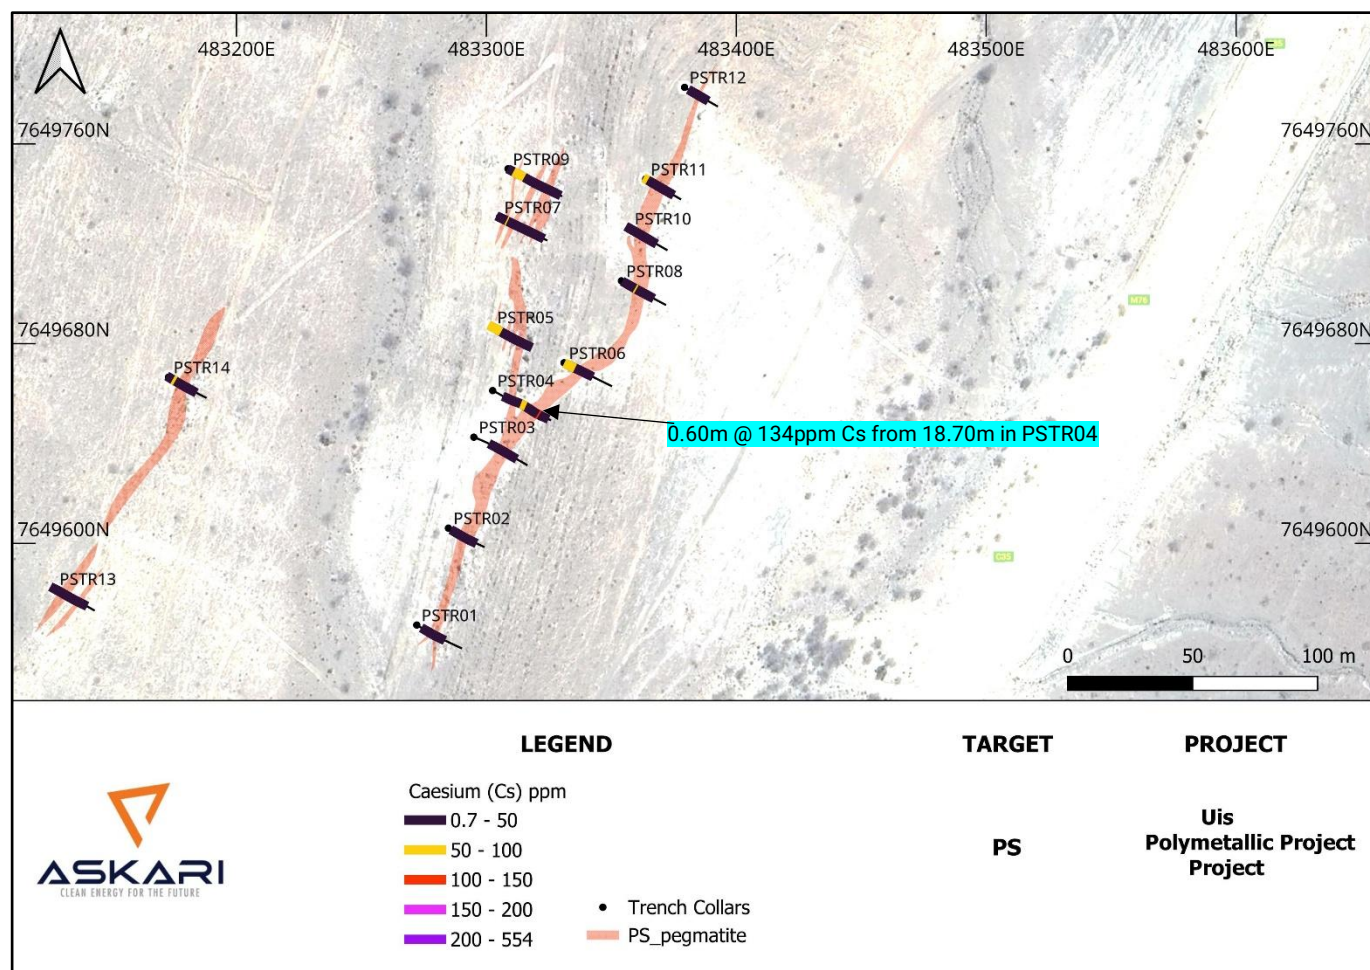 483200E 483300E 483400E 483500E 483600E
C35
PSTR12
7649760N 7649760N
PSTR09
PSTR11
PSTR07
PSTR10
PSTR08
M76
PSTR05
7649680N 7649680N
PSTR06
PSTR14
PSTR04
PSTR03
0.60m @ 134ppm Cs from 18.70m in PSTR04
PSTR02
7649600N 7649600N
C35
PSTR13
PSTR01
0 50 100 m
LEGEND
Caesium (Cs) ppm
0.7 - 50
50 - 100
100 - 150
150 - 200
200 - 554
Trench Collars
PS_pegmatite
TARGET
PS
PROJECT
Uis
Polymetallic Project
Project
ASKARI
CLEAN ENERGY FOR THE FUTURE